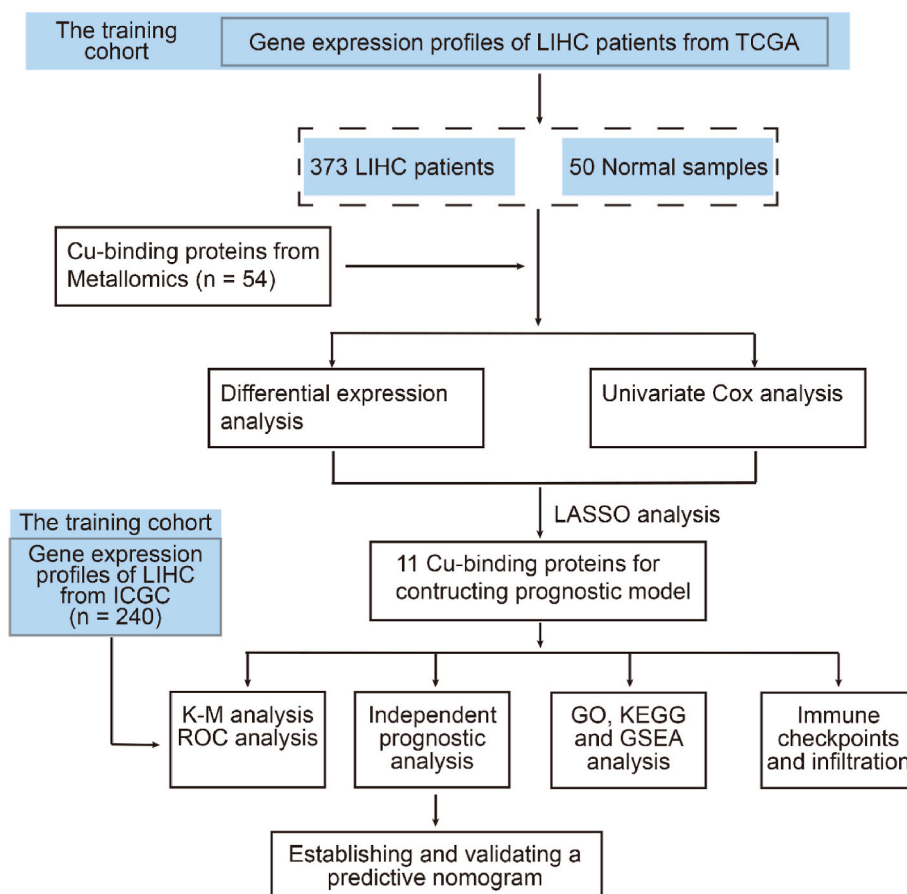 The training
cohort
Gene expression profiles of LIHC patients from TCGA
373 LIHC patients
50 Normal samples
Cu-binding proteins from
Metallomics (n = 54)
Differential expression
analysis
Univariate Cox analysis
LASSO analysis
The training cohort
Gene expression
profiles of LIHC
from ICGC
(n = 240)
11 Cu-binding proteins for
contructing prognostic model
K-M analysis
ROC analysis
Independent
prognostic
analysis
GO, KEGG
and GSEA
analysis
Immune
checkpoints
and infiltration
Establishing and validating a
predictive nomogram